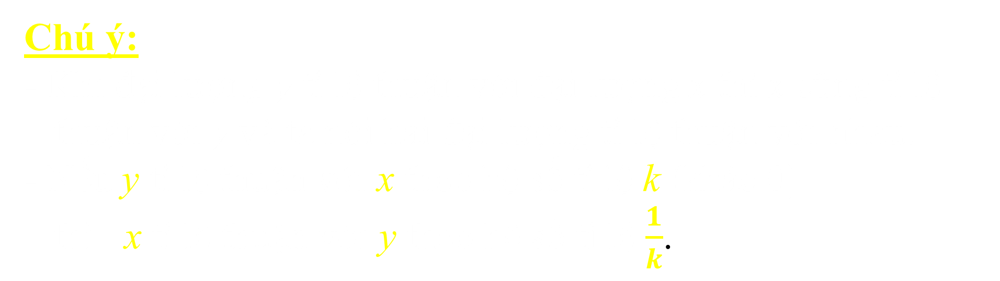 Chú ý:
y x k
x y 1/k.